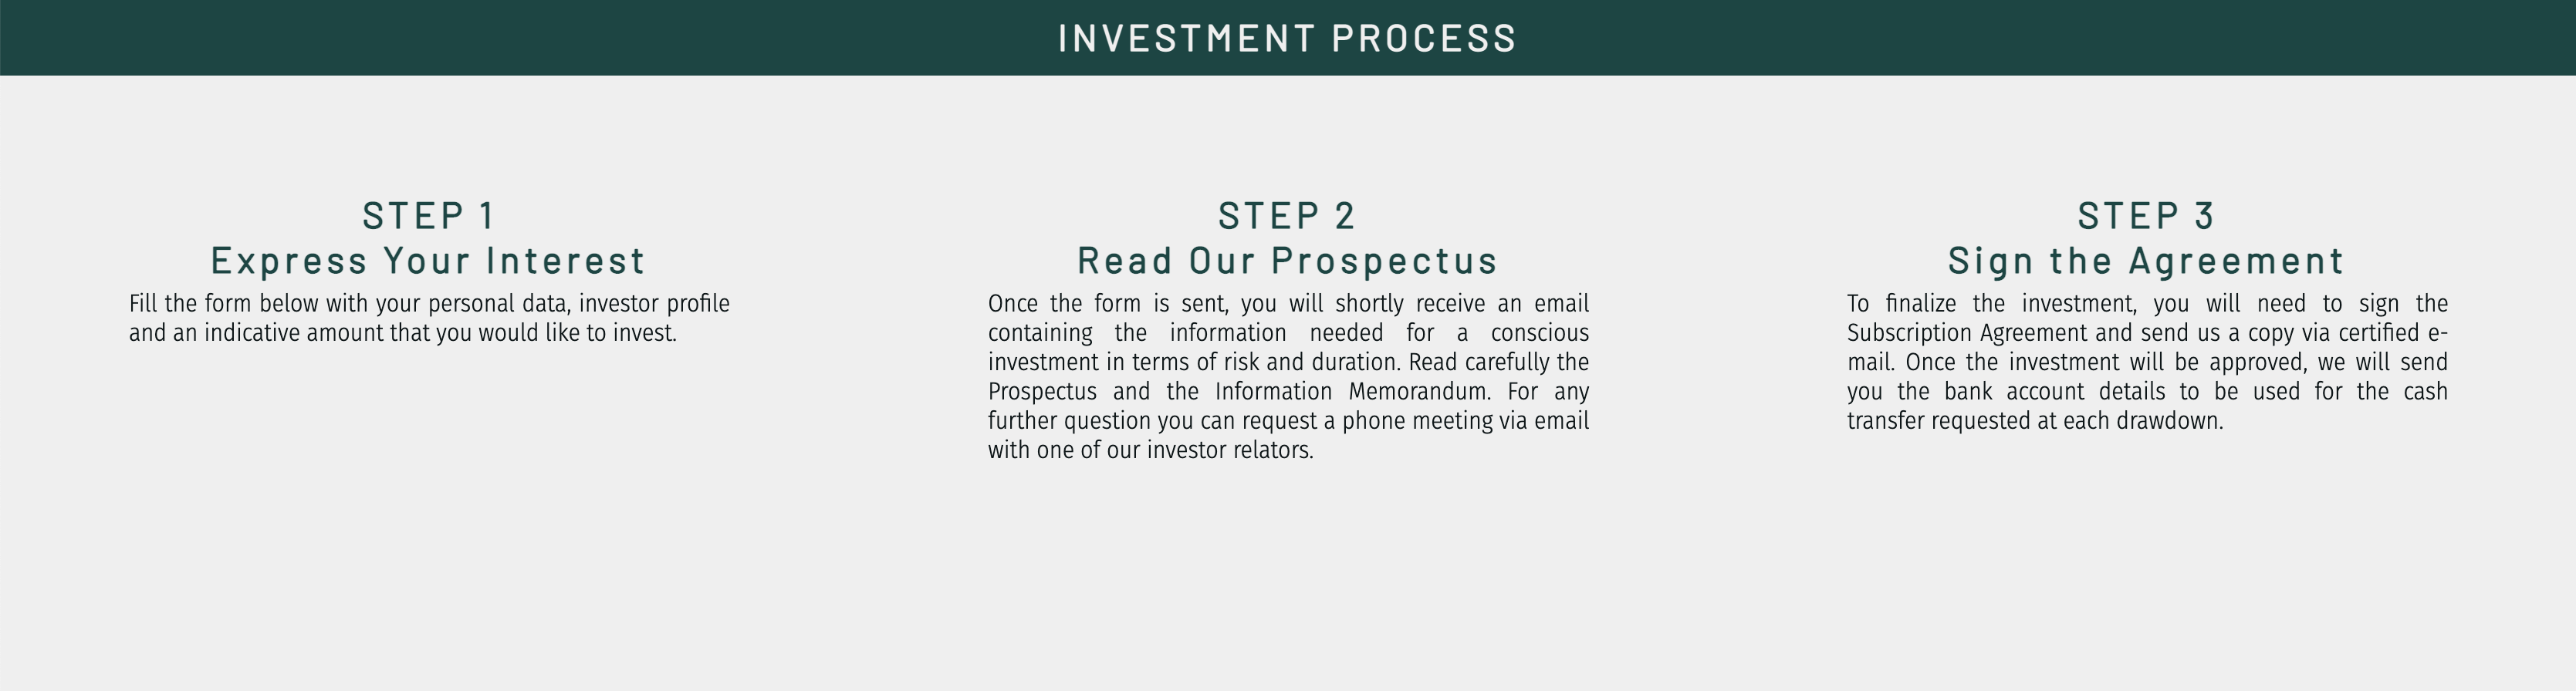 INVESTMENT PROCESS
STEP 1
Express Your Interest
Fill the form below with your personal data, investor profile
and an indicative amount that you would like to invest.
STEP 2
Read Our Prospectus
Once the form is sent, you will shortly receive an email
containing the information needed for a conscious
investment in terms of risk and duration. Read carefully the
Prospectus and the Information Memorandum. For any
further question you can request a phone meeting via email
with one of our investor relators.
STEP 3
Sign the Agreement
To finalize the investment, you will need to sign the
Subscription Agreement and send us a copy via certified e-
mail. Once the investment will be approved, we will send
you the bank account details to be used for the cash
transfer requested at each drawdown.